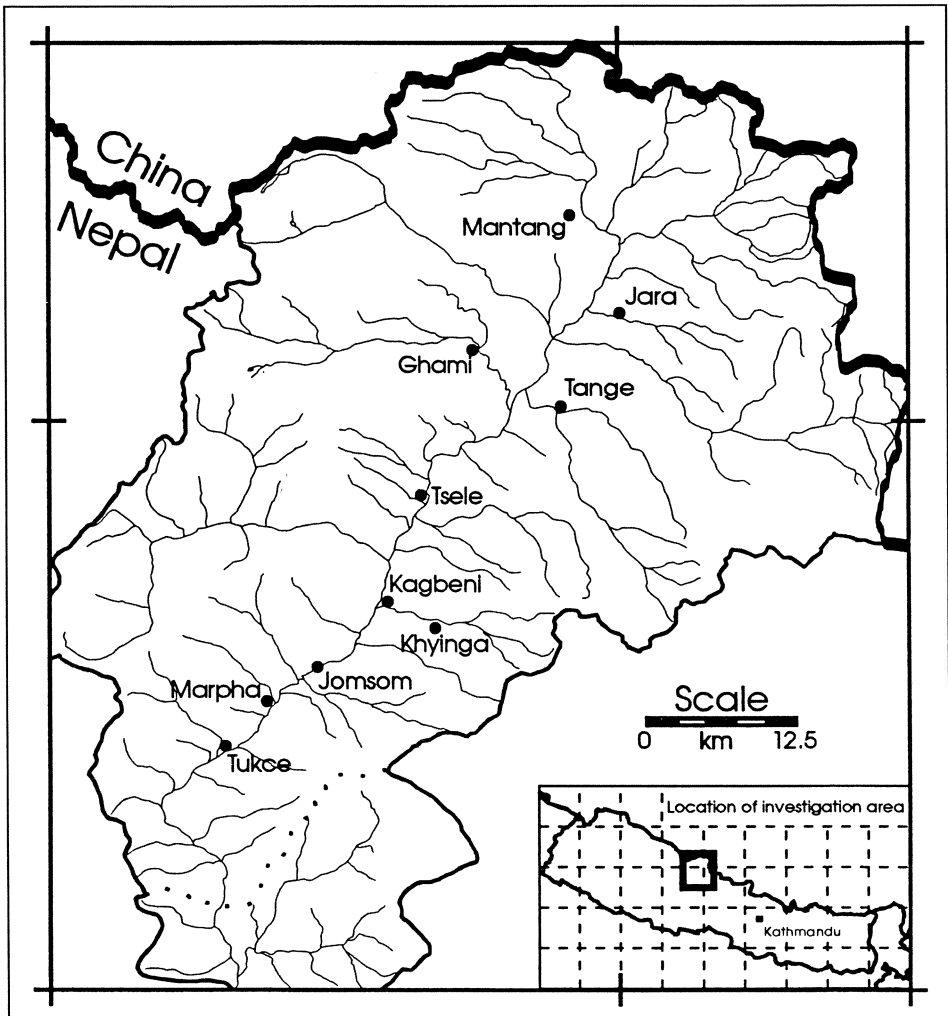 China
Nepal
Mantang
Jara
Ghami
Tange
Tsele
Kagbeni
Khyinga
Jomsom
Marpha
Tukce
Scale
0 km 12.5
Location of investigation area
Kathmandu